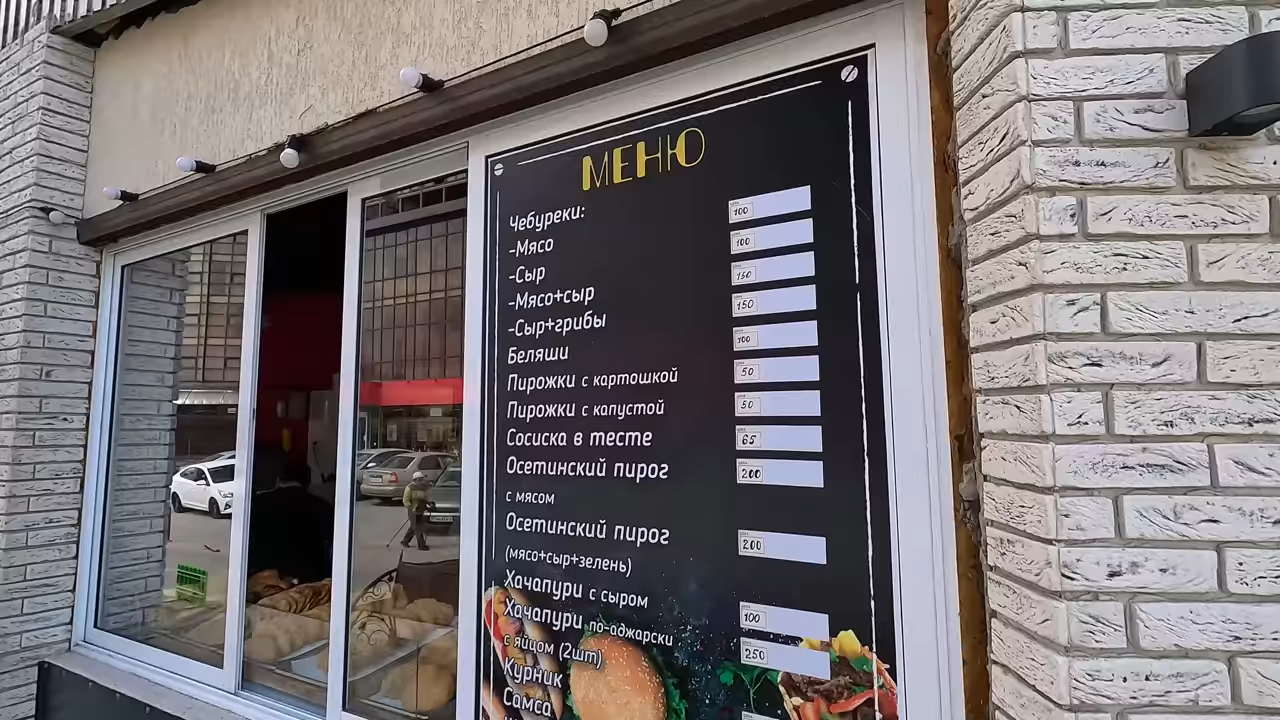 МЕНЮ
Чебуреки:
-Мясо 100
-Сыр 100
-Мясо+сыр 150
-Сыр+грибы 150
Беляши 100
Пирожки с картошкой 50
Пирожки с капустой 50
Сосиска в тесте 65
Осетинский пирог 200
с мясом
Осетинский пирог 200
(мясо+сыр+зелень)
Хачапури с сыром 100
Хачапури по-аджарски 250
с яйцом (2шт)
Курник
Самса